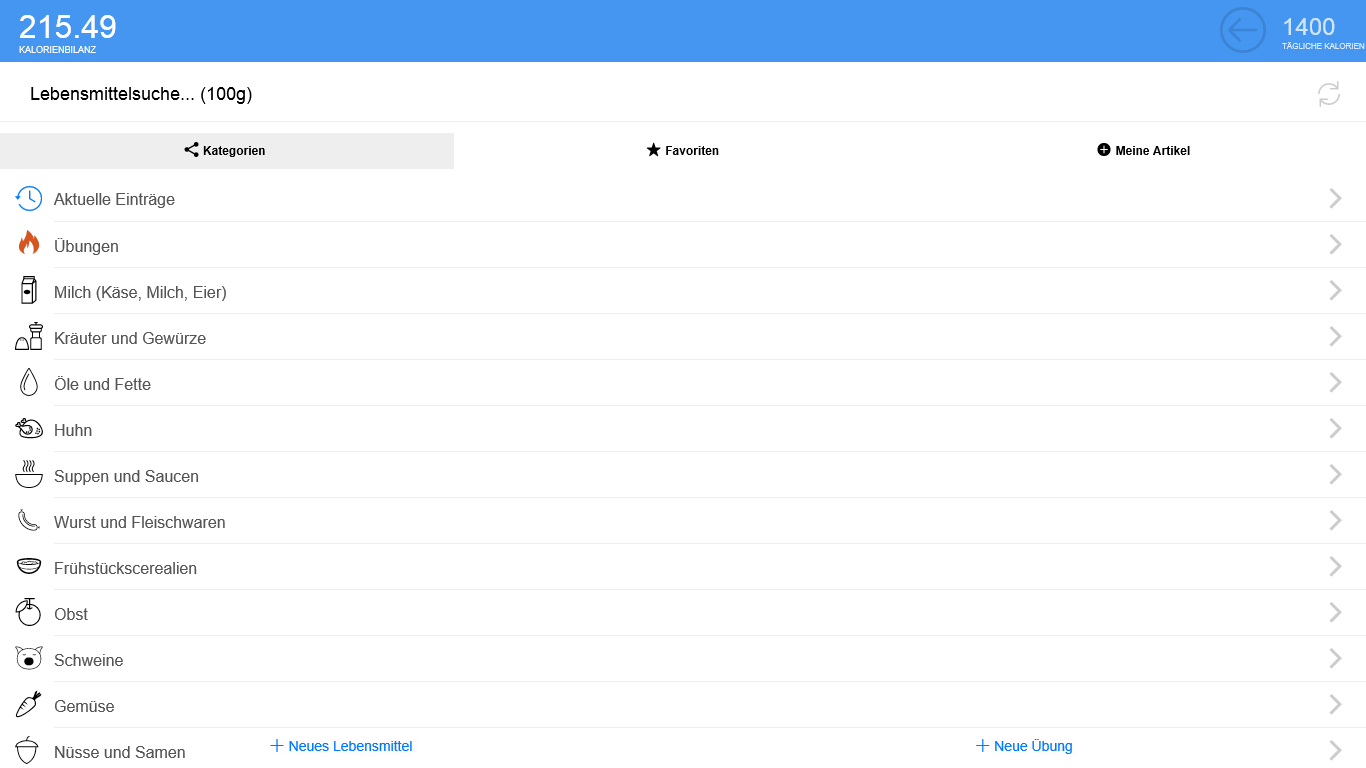 215.49
KALORIENBILANZ
1400
TÄGLICHE KALORIEN
Lebensmittelsuche... (100g)
Kategorien
Favoriten
Meine Artikel
Aktuelle Einträge
Übungen
Milch (Käse, Milch, Eier)
Kräuter und Gewürze
Öle und Fette
Huhn
Suppen und Saucen
Wurst und Fleischwaren
Frühstückscerealien
Obst
Schweine
Gemüse
Nüsse und Samen
Neues Lebensmittel
Neue Übung